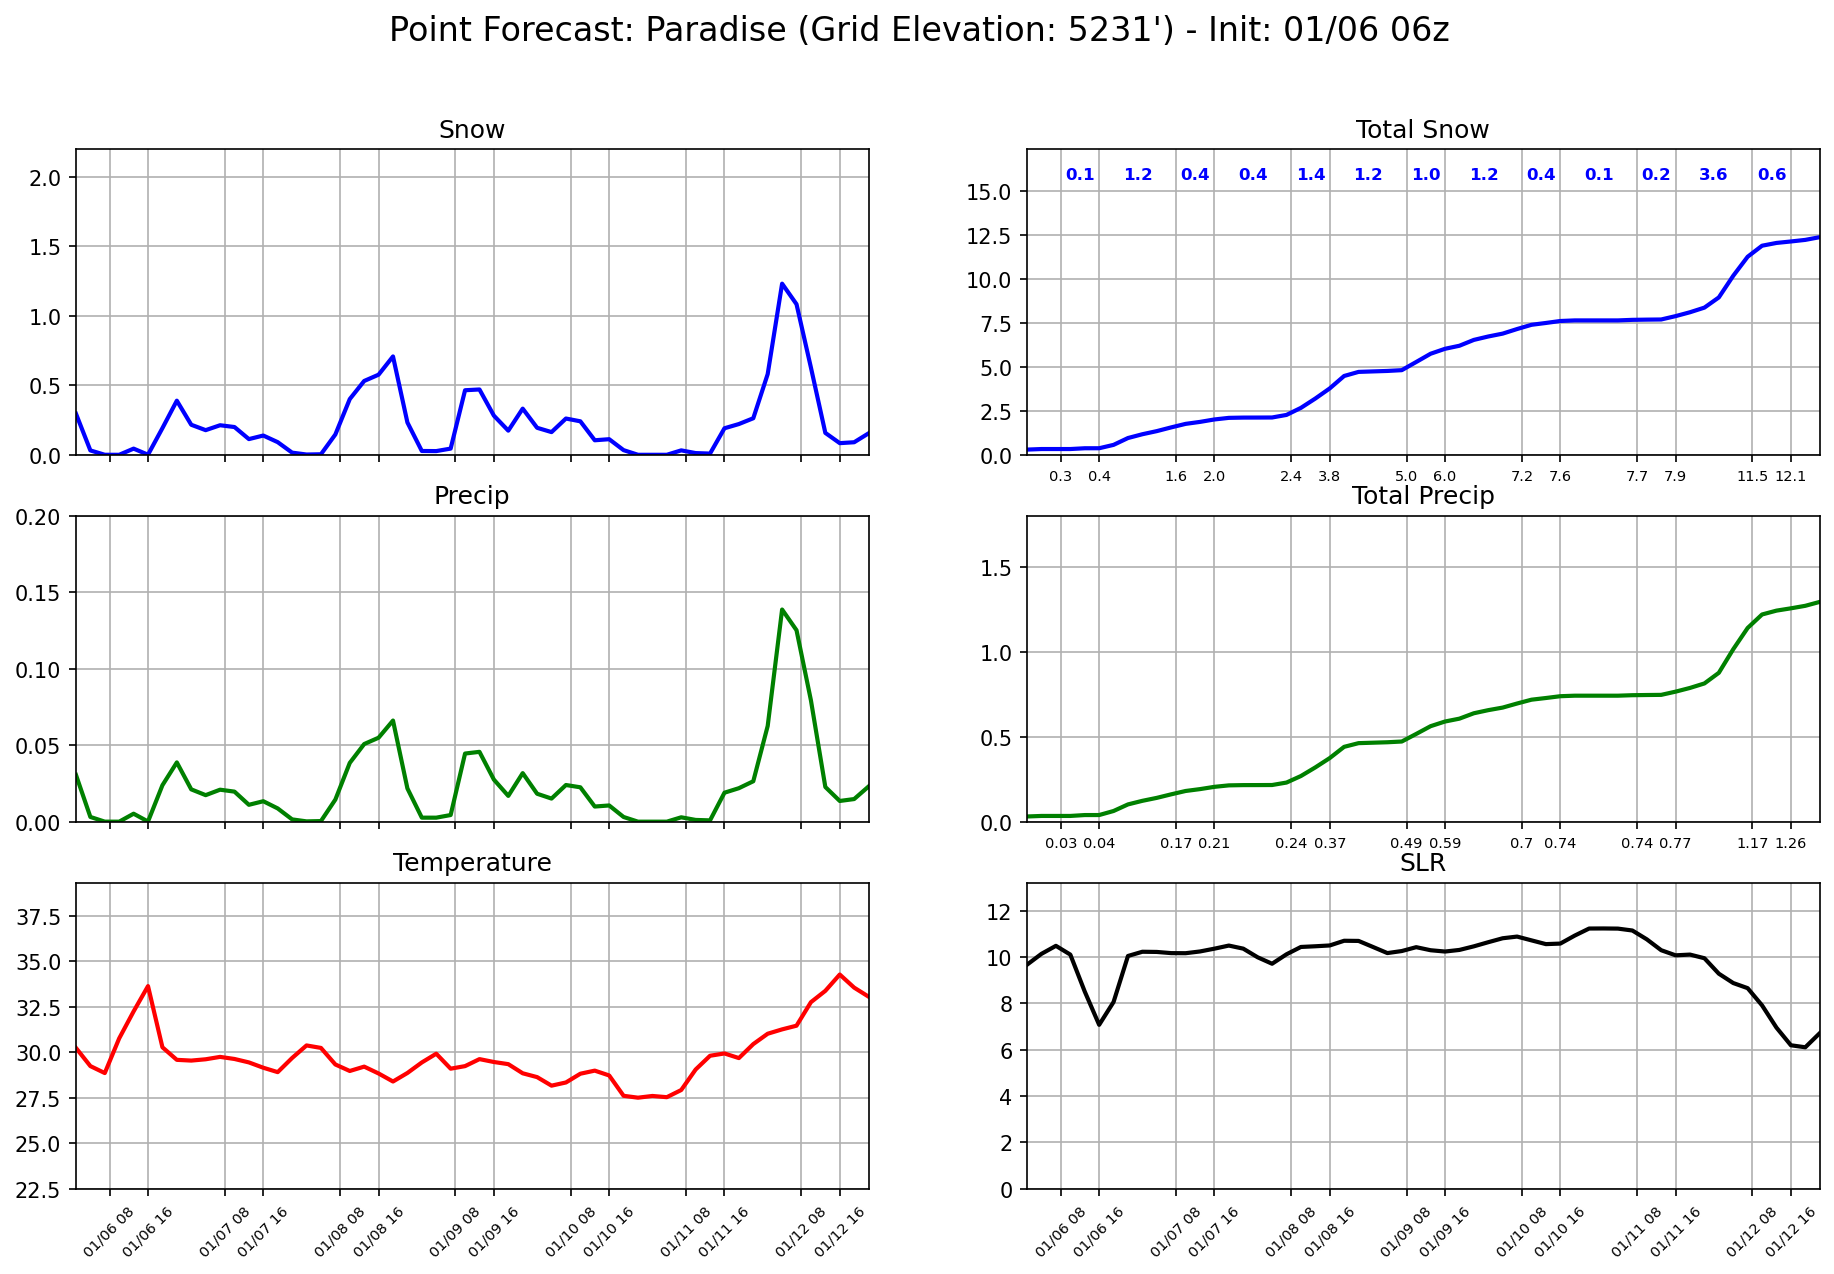 Point Forecast: Paradise (Grid Elevation: 5231') - Init: 01/06 06z
Snow
2.0
1.5
1.0
0.5
0.0
Total Snow
0.1 1.2 0.4 0.4 1.4 1.2 1.0 1.2 0.4 0.1 0.2 3.6 0.6
15.0
12.5
10.0
7.5
5.0
2.5
0.0
0.3 0.4 1.6 2.0 2.4 3.8 5.0 6.0 7.2 7.6 7.7 7.9 11.5 12.1
Precip
0.20
0.15
0.10
0.05
0.00
Total Precip
1.5
1.0
0.5
0.0
0.03 0.04 0.17 0.21 0.24 0.37 0.49 0.59 0.7 0.74 0.74 0.77 1.17 1.26
Temperature
37.5
35.0
32.5
30.0
27.5
25.0
22.5
01/06 08 01/06 16 01/07 08 01/07 16 01/08 08 01/08 16 01/09 08 01/09 16 01/10 08 01/10 16 01/11 08 01/11 16 01/12 08 01/12 16
SLR
12
10
8
6
4
2
0
01/06 08 01/06 16 01/07 08 01/07 16 01/08 08 01/08 16 01/09 08 01/09 16 01/10 08 01/10 16 01/11 08 01/11 16 01/12 08 01/12 16